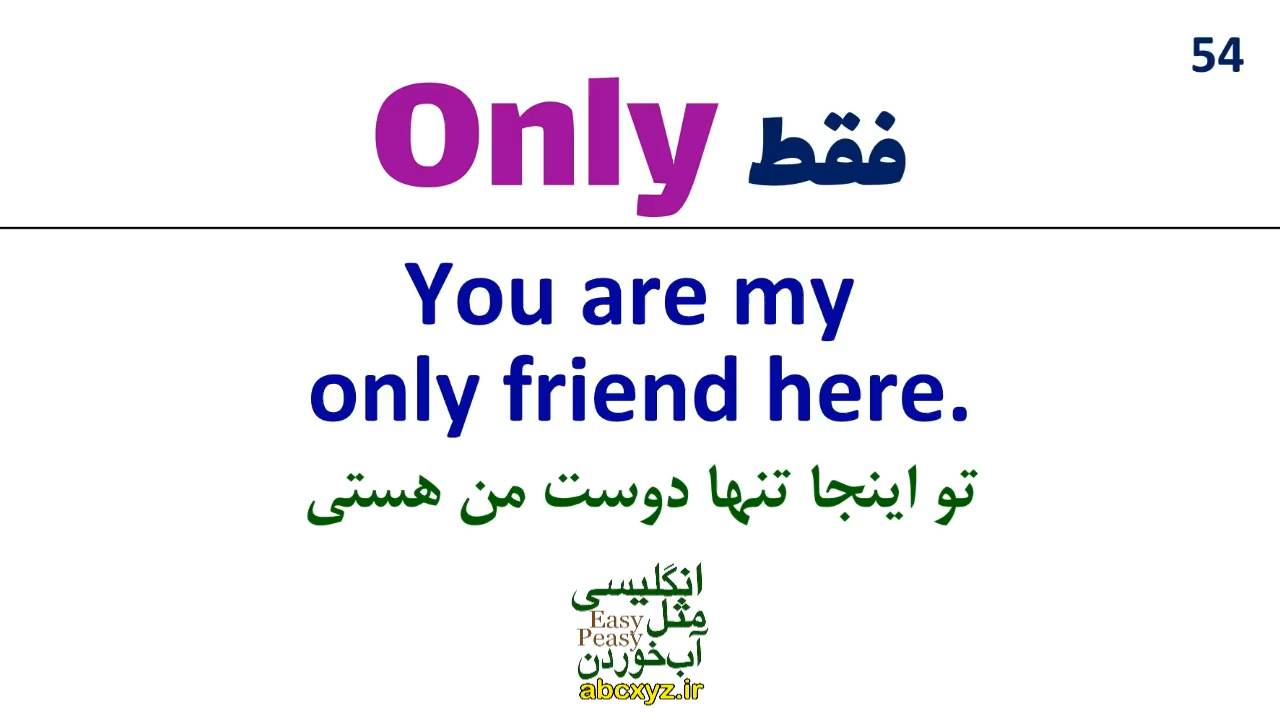 54
Only فقط
You are my
only friend here.
تو اینجا تنها دوست من هستی
انگلیسی
مثل Easy
Peasy
آب‌خوردن
abcxyz.ir